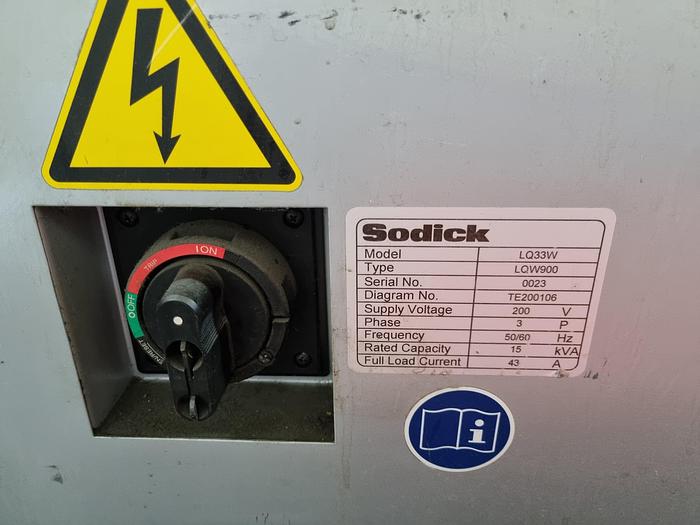 I ON
TRIP
O OFF
RESET
Sodick
Model LQ33W
Type LQW900
Serial No. 0023
Diagram No. TE200106
Supply Voltage 200 V
Phase 3 P
Frequency 50/60 Hz
Rated Capacity 15 kVA
Full Load Current 43 A
i